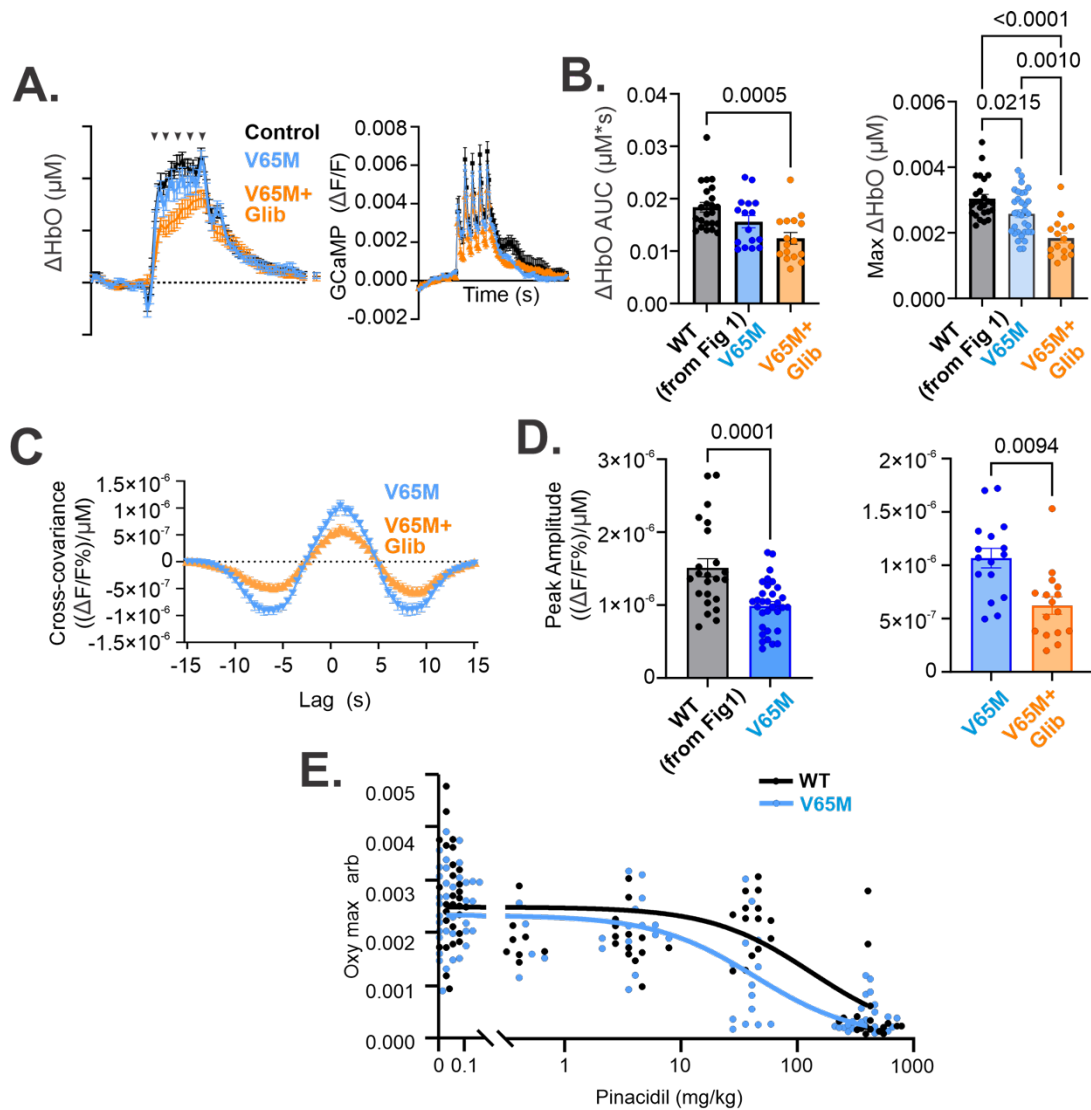 A.
ΔHbO (µM)
Control
V65M
V65M+
Glib
GCaMP (ΔF/F)
0.008
0.006
0.004
0.002
0.000
-0.002
Time (s)
B.
ΔHbO AUC (µM*s)
0.04
0.03
0.02
0.01
0.00
0.0005
WT
(from Fig 1)
V65M
V65M+
Glib
Max ΔHbO (µM)
0.006
0.004
0.002
0.000
<0.0001
0.0010
0.0215
WT
(from Fig 1)
V65M
V65M+
Glib
C
Cross-covariance
((ΔF/F%)/µM)
1.5×10⁻⁶
1×10⁻⁶
5×10⁻⁷
0
-5×10⁻⁷
-1×10⁻⁶
-1.5×10⁻⁶
V65M
V65M+
Glib
-15
-10
-5
0
5
10
15
Lag (s)
D.
Peak Amplitude
((ΔF/F%)/µM)
3×10⁻⁶
2×10⁻⁶
1×10⁻⁶
0
0.0001
WT
(from Fig1)
V65M
2×10⁻⁶
1.5×10⁻⁶
1×10⁻⁶
5×10⁻⁷
0
0.0094
V65M
V65M+
Glib
E.
WT
V65M
Oxy max arb
0.005
0.004
0.003
0.002
0.001
0.000
0
0.1
1
10
100
1000
Pinacidil (mg/kg)